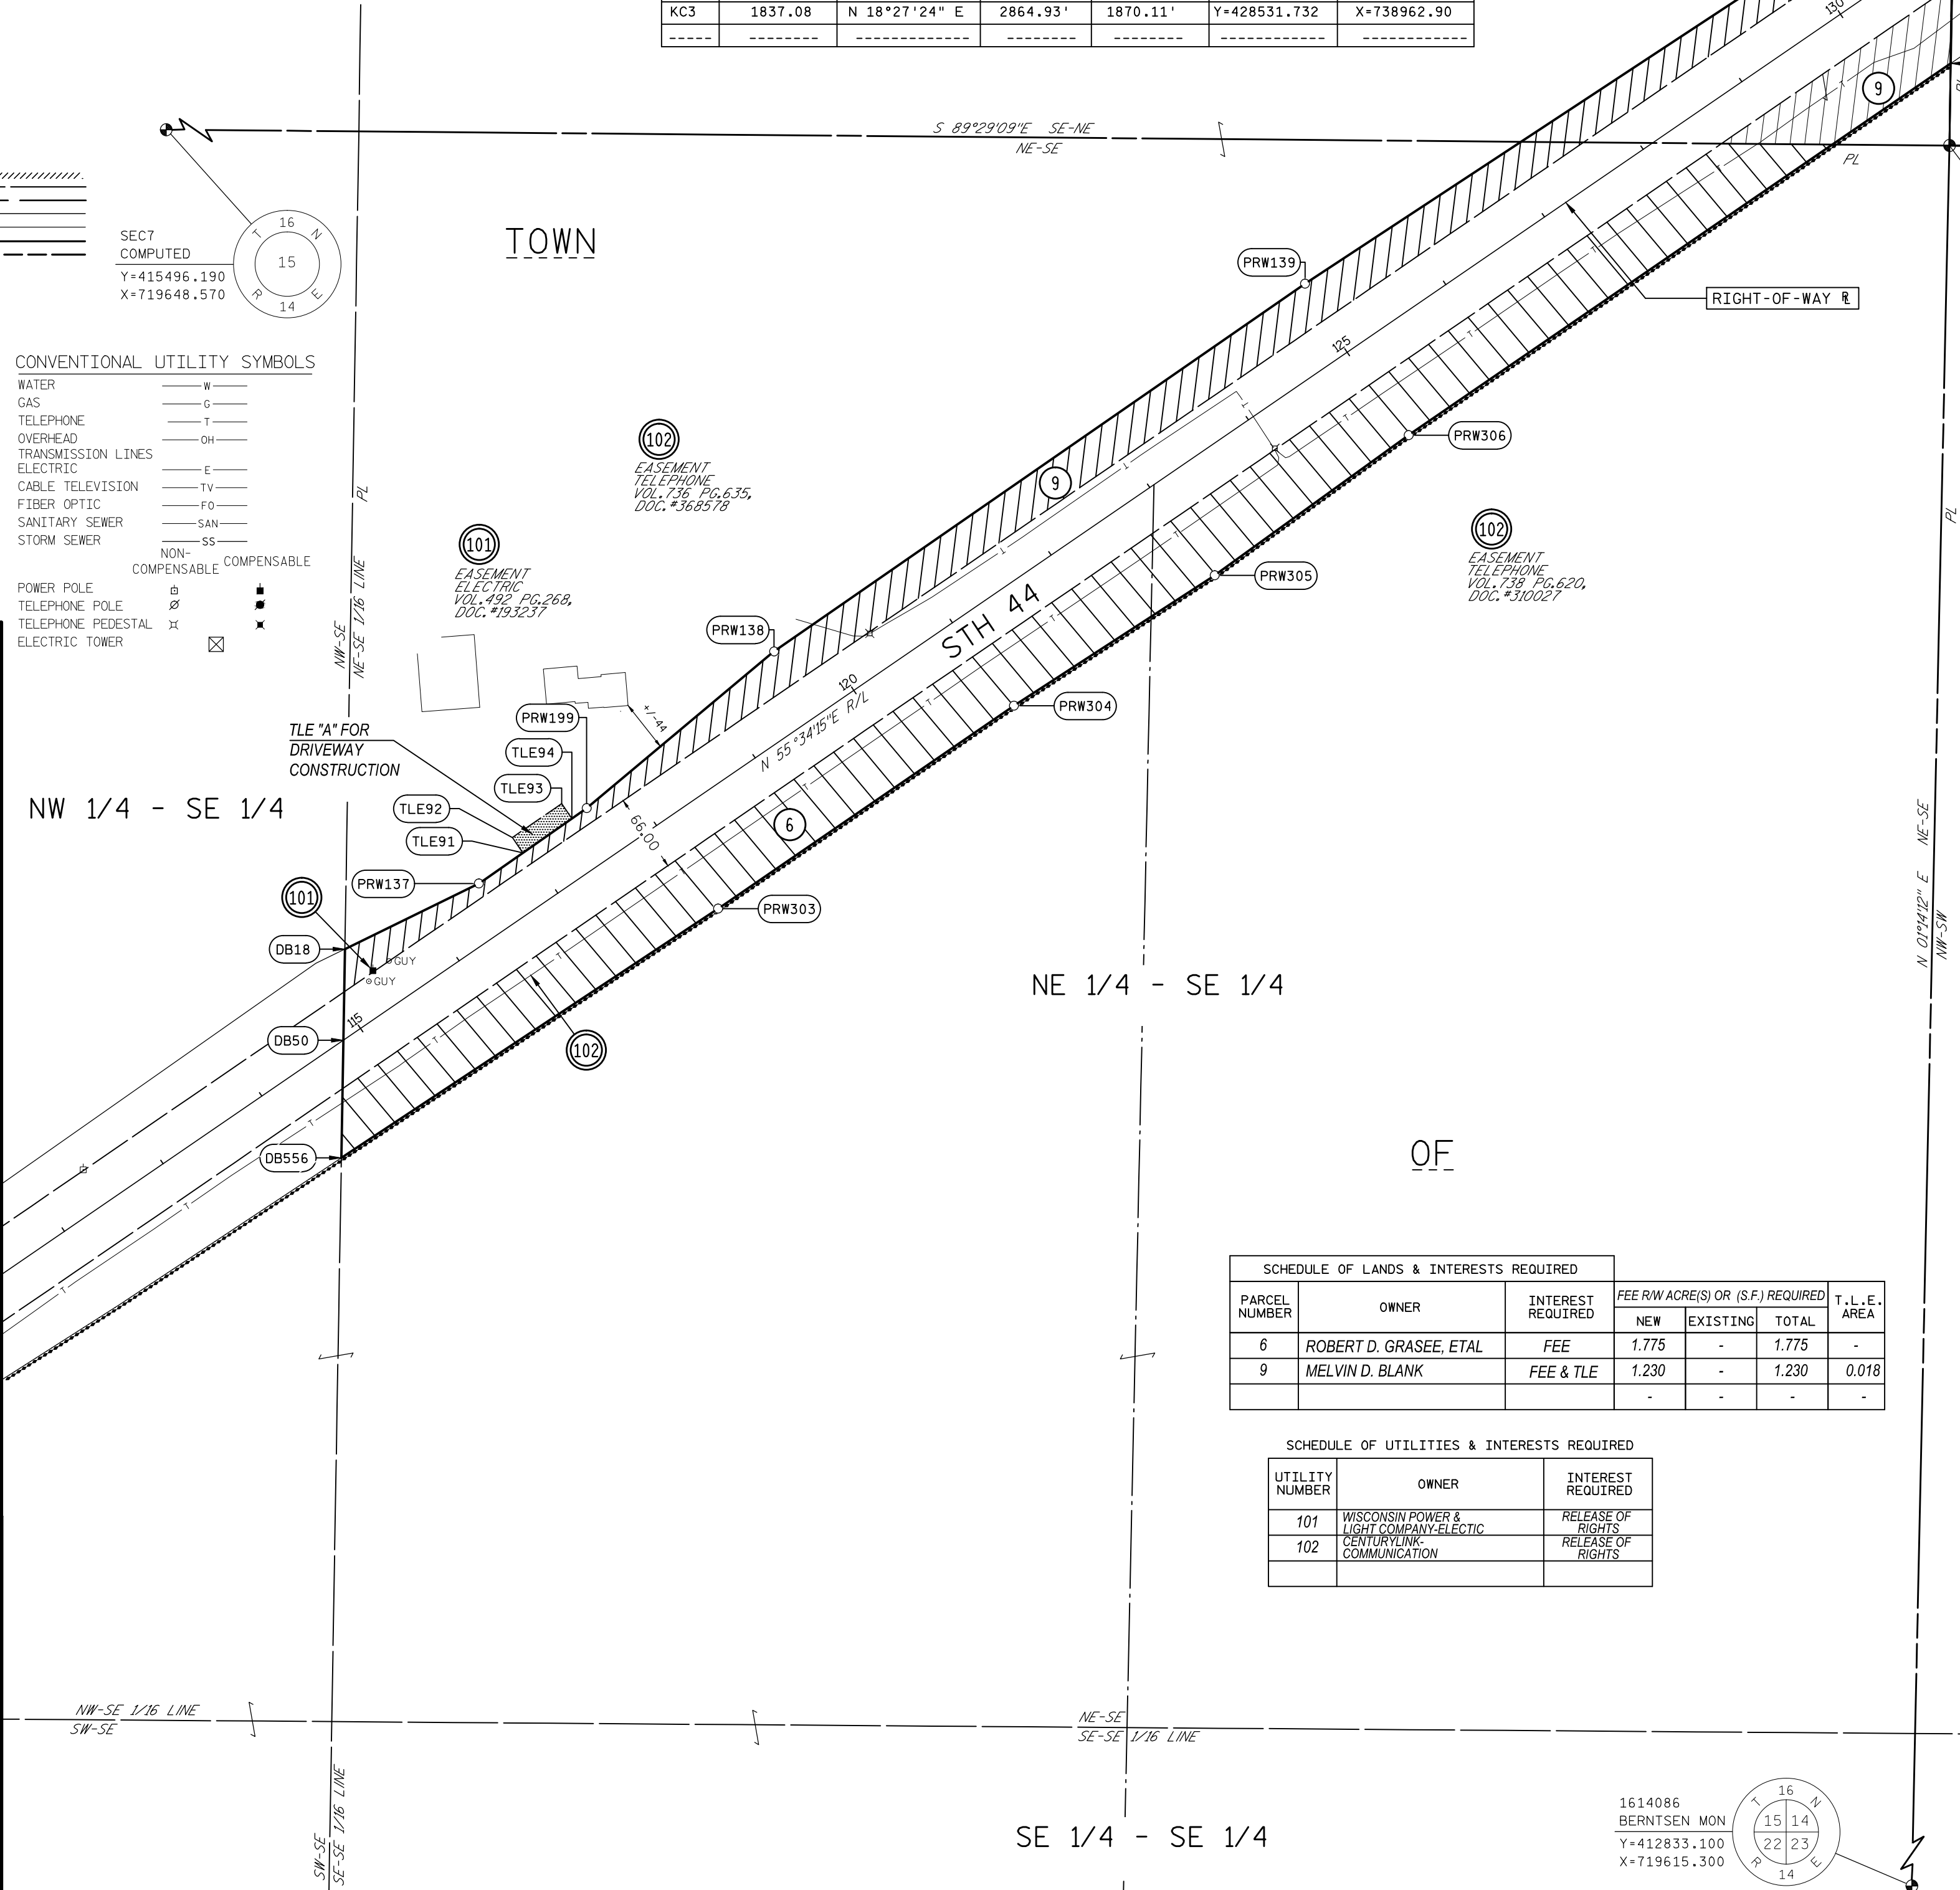 KC3 1837.08 N 18°27'24" E 2864.93' 1870.11' Y=428531.732 X=738962.90
----- -------- ------------- -------- -------- ------------ ------------
130
9
S 89°29'09"E SE-NE
NE-SE
PL
PL
SEC7
COMPUTED
Y=415496.190
X=719648.570
16
T N
15
R E
14
TOWN
PRW139
RIGHT-OF-WAY R/L
125
CONVENTIONAL UTILITY SYMBOLS
WATER W
GAS G
TELEPHONE T
OVERHEAD OH
TRANSMISSION LINES
ELECTRIC E
CABLE TELEVISION TV
FIBER OPTIC FO
SANITARY SEWER SAN
STORM SEWER SS
NON-
COMPENSABLE COMPENSABLE
POWER POLE
TELEPHONE POLE
TELEPHONE PEDESTAL
ELECTRIC TOWER
PL
NW-SE
NE-SE 1/16 LINE
102
EASEMENT
TELEPHONE
VOL.736 PG.635,
DOC.#368578
101
EASEMENT
ELECTRIC
VOL.492 PG.268,
DOC.#193237
9
PRW306
102
EASEMENT
TELEPHONE
VOL.738 PG.620,
DOC.#310027
PL
PRW305
STH 44
PRW138
120
PRW304
N 55°34'15"E R/L
+/-44
PRW199
TLE "A" FOR
DRIVEWAY
CONSTRUCTION
TLE94
TLE93
TLE92
TLE91
66.00
6
NW 1/4 - SE 1/4
PRW137
101
PRW303
DB18
GUY
GUY
115
DB50
102
DB556
NE 1/4 - SE 1/4
N 01°14'12" E NE-SE
NW-SW
OF
SCHEDULE OF LANDS & INTERESTS REQUIRED
PARCEL NUMBER OWNER INTEREST REQUIRED FEE R/W ACRE(S) OR (S.F.) REQUIRED T.L.E. AREA
NEW EXISTING TOTAL
6 ROBERT D. GRASEE, ETAL FEE 1.775 - 1.775 -
9 MELVIN D. BLANK FEE & TLE 1.230 - 1.230 0.018
- - - -
SCHEDULE OF UTILITIES & INTERESTS REQUIRED
UTILITY NUMBER OWNER INTEREST REQUIRED
101 WISCONSIN POWER & LIGHT COMPANY-ELECTIC RELEASE OF RIGHTS
102 CENTURYLINK-COMMUNICATION RELEASE OF RIGHTS
NW-SE 1/16 LINE
SW-SE
NE-SE
SE-SE 1/16 LINE
SW-SE
SE-SE 1/16 LINE
SE 1/4 - SE 1/4
1614086
BERNTSEN MON
Y=412833.100
X=719615.300
16
T N
15 14
22 23
R E
14